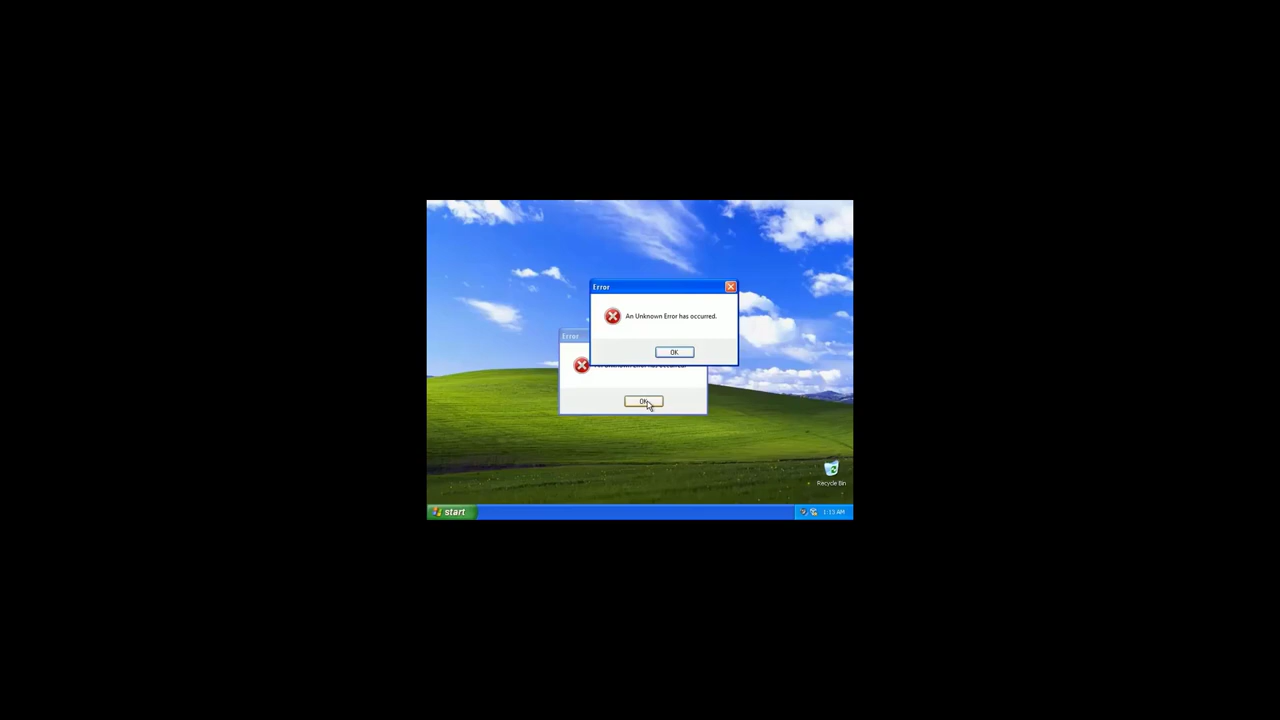 Error
An Unknown Error has occurred.
OK
Error
OK
Recycle Bin
start
1:13 AM